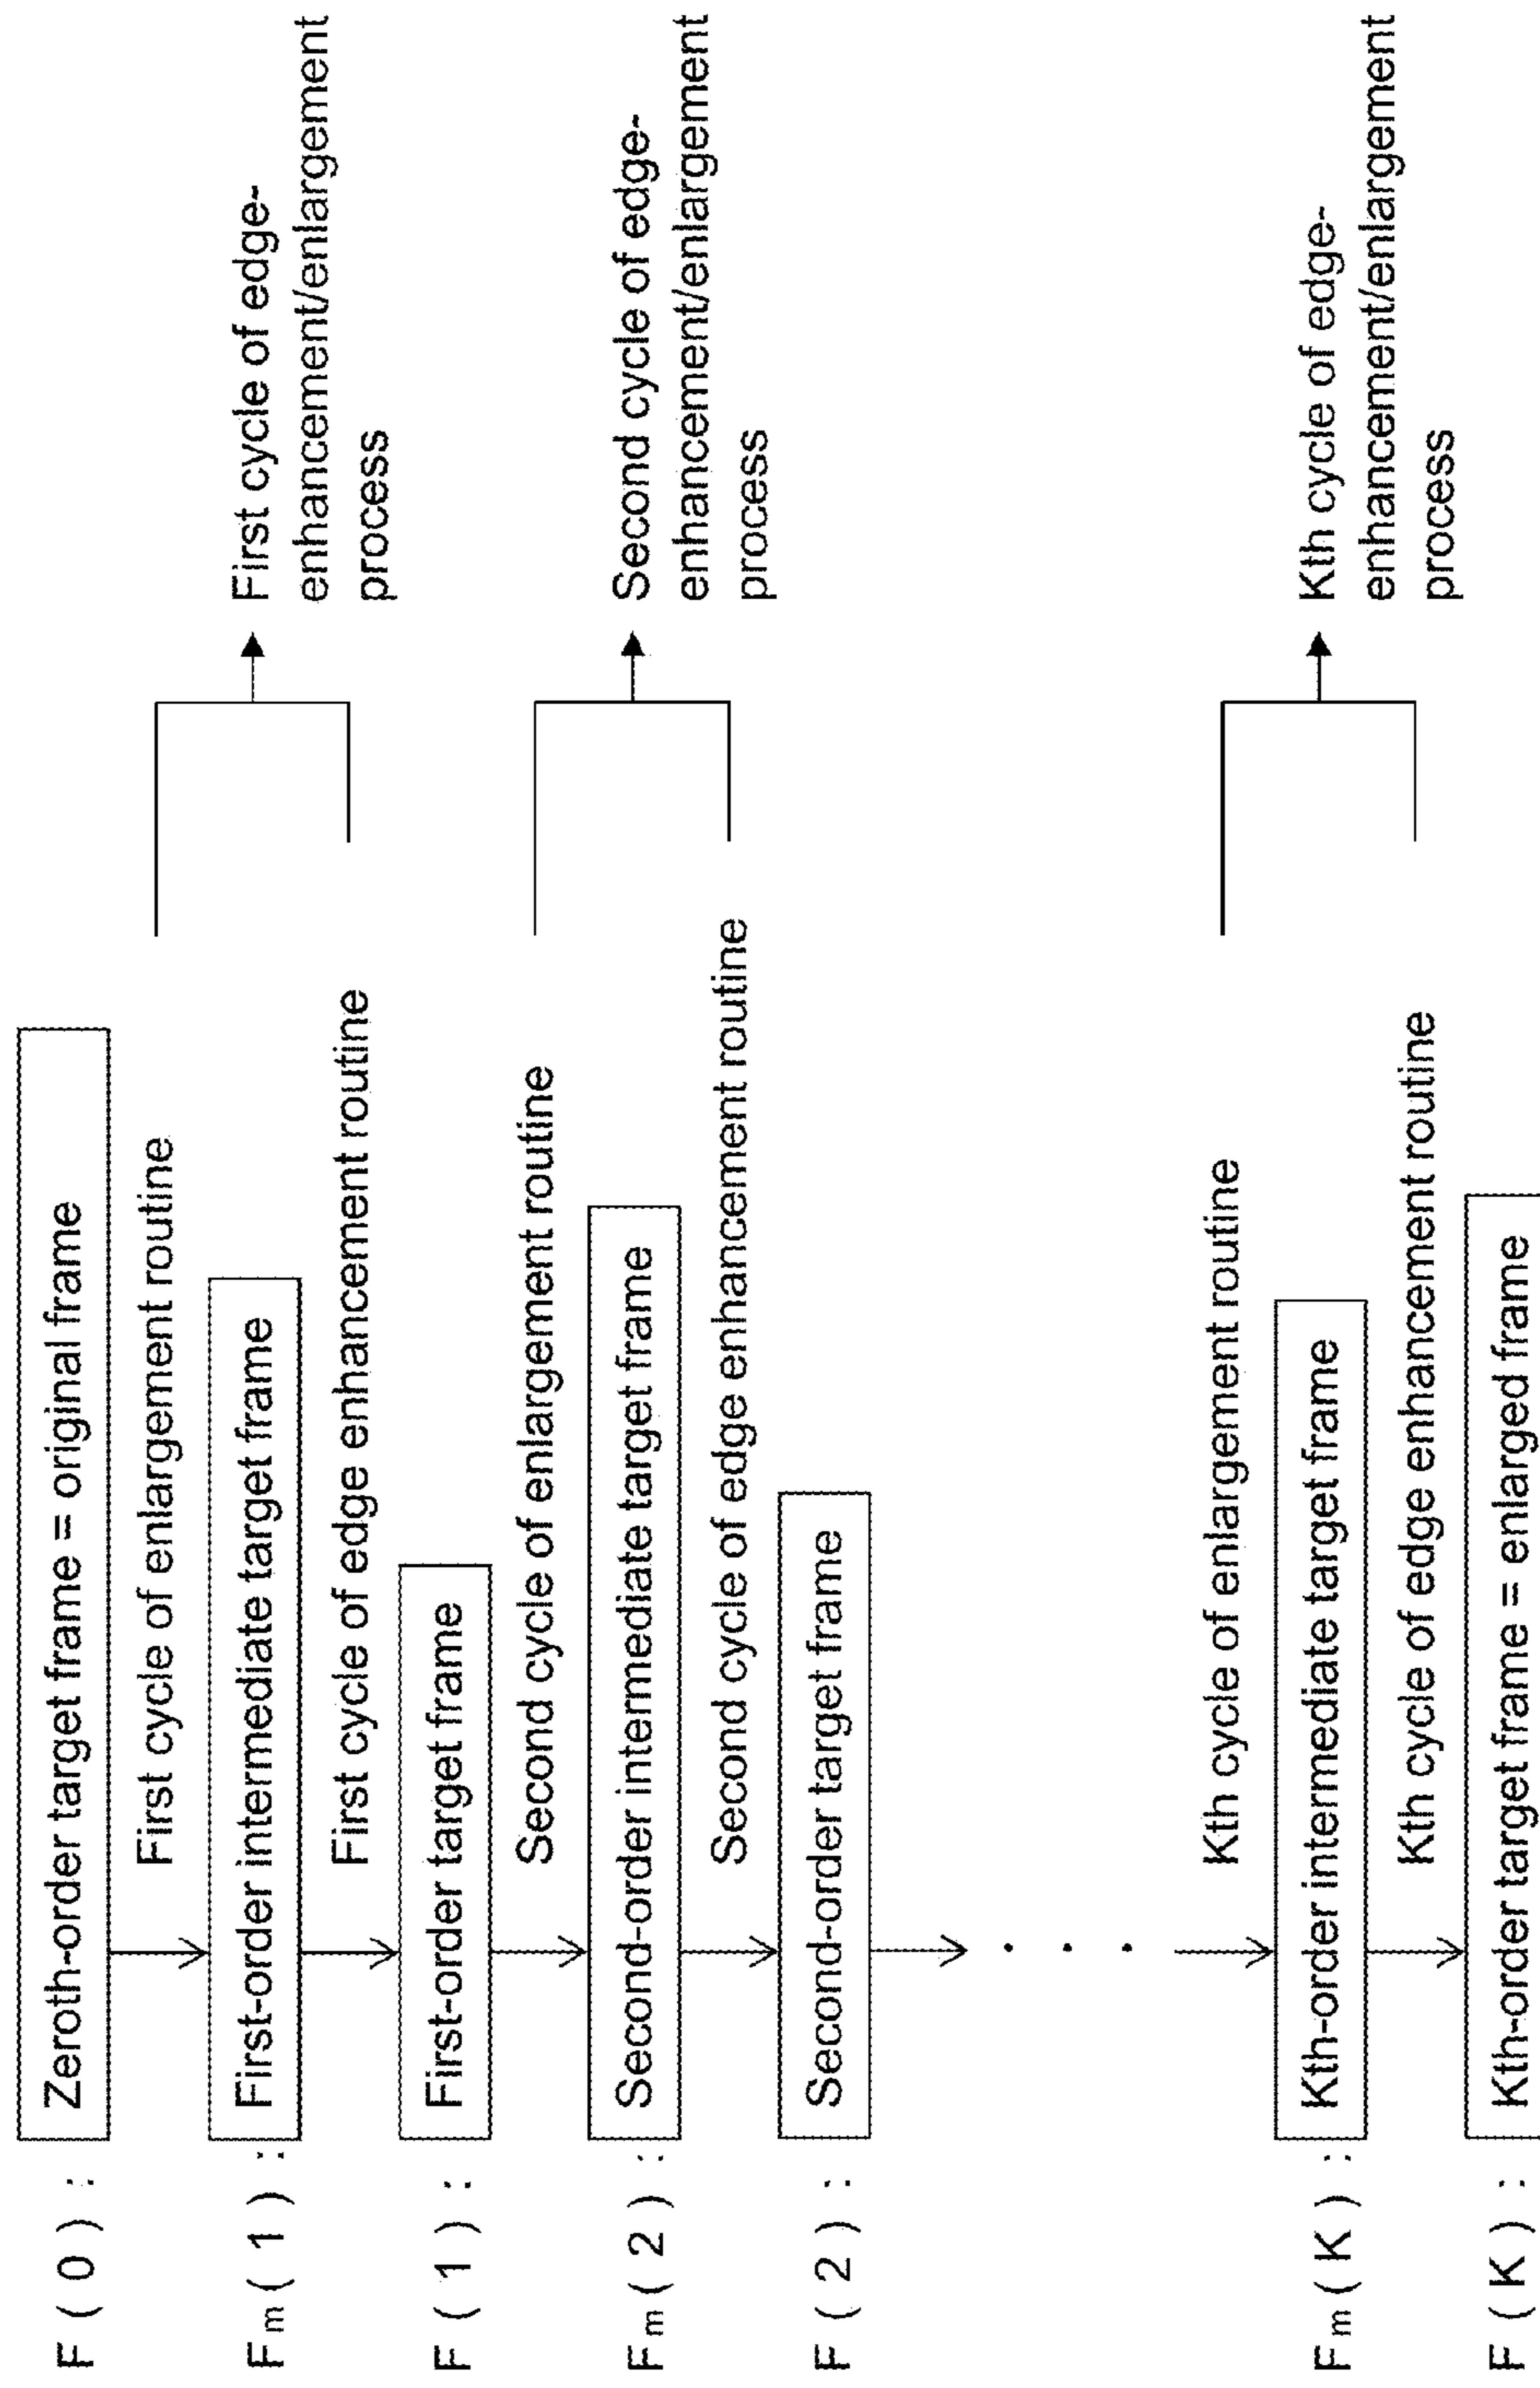 F ( 0 ) : Zeroth-order target frame = original frame
First cycle of enlargement routine
Fm ( 1 ) : First-order intermediate target frame
First cycle of edge-
enhancement/enlargement
process
First cycle of edge enhancement routine
F ( 1 ) : First-order target frame
Second cycle of enlargement routine
Fm ( 2 ) : Second-order intermediate target frame
Second cycle of edge-
enhancement/enlargement
process
Second cycle of edge enhancement routine
F ( 2 ) : Second-order target frame
Kth cycle of enlargement routine
Fm ( K ) : Kth-order intermediate target frame
Kth cycle of edge-
enhancement/enlargement
process
Kth cycle of edge enhancement routine
F ( K ) : Kth-order target frame = enlarged frame